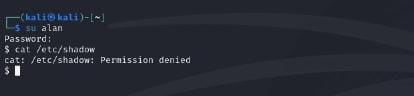 ┌──(kali㉿kali)-[~]
└─$ su alan
Password:
$ cat /etc/shadow
cat: /etc/shadow: Permission denied
$